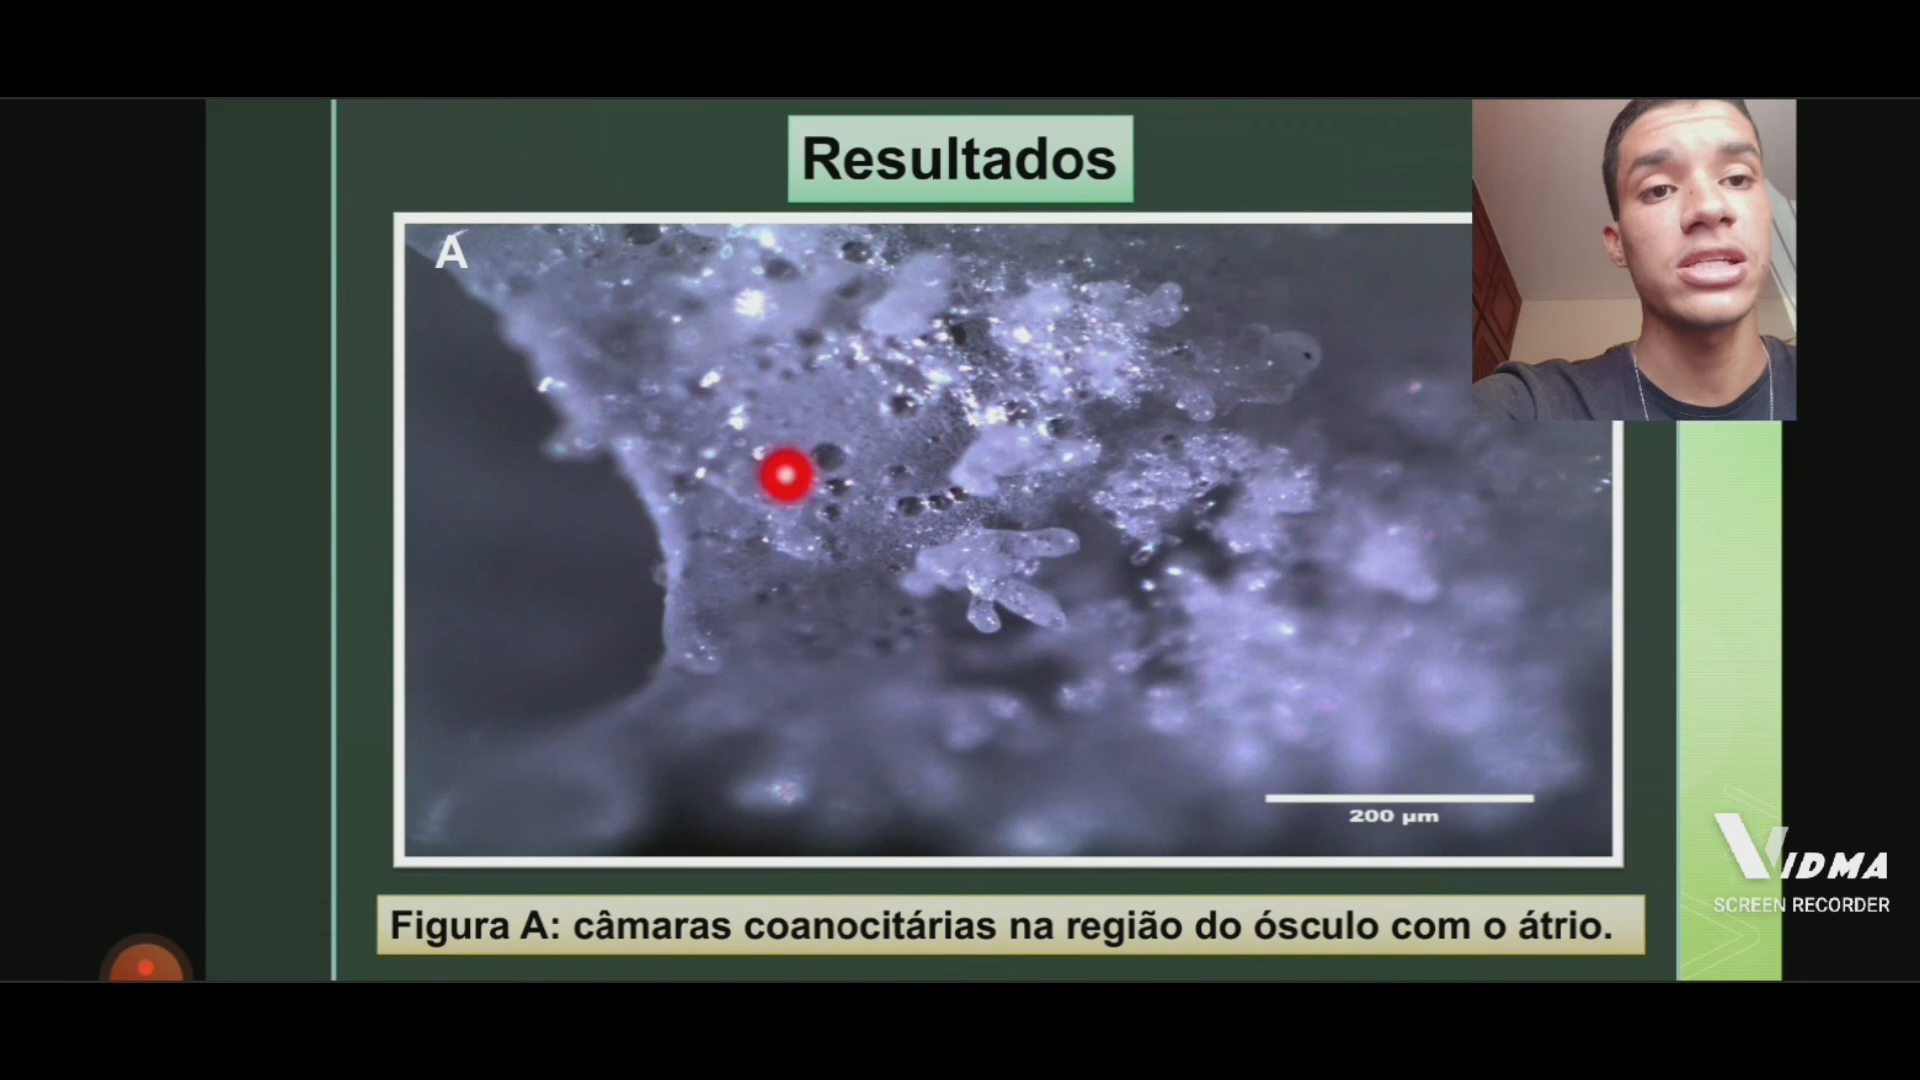 Resultados
A
200 µm
Figura A: câmaras coanocitárias na região do ósculo com o átrio.
VIDMA
SCREEN RECORDER